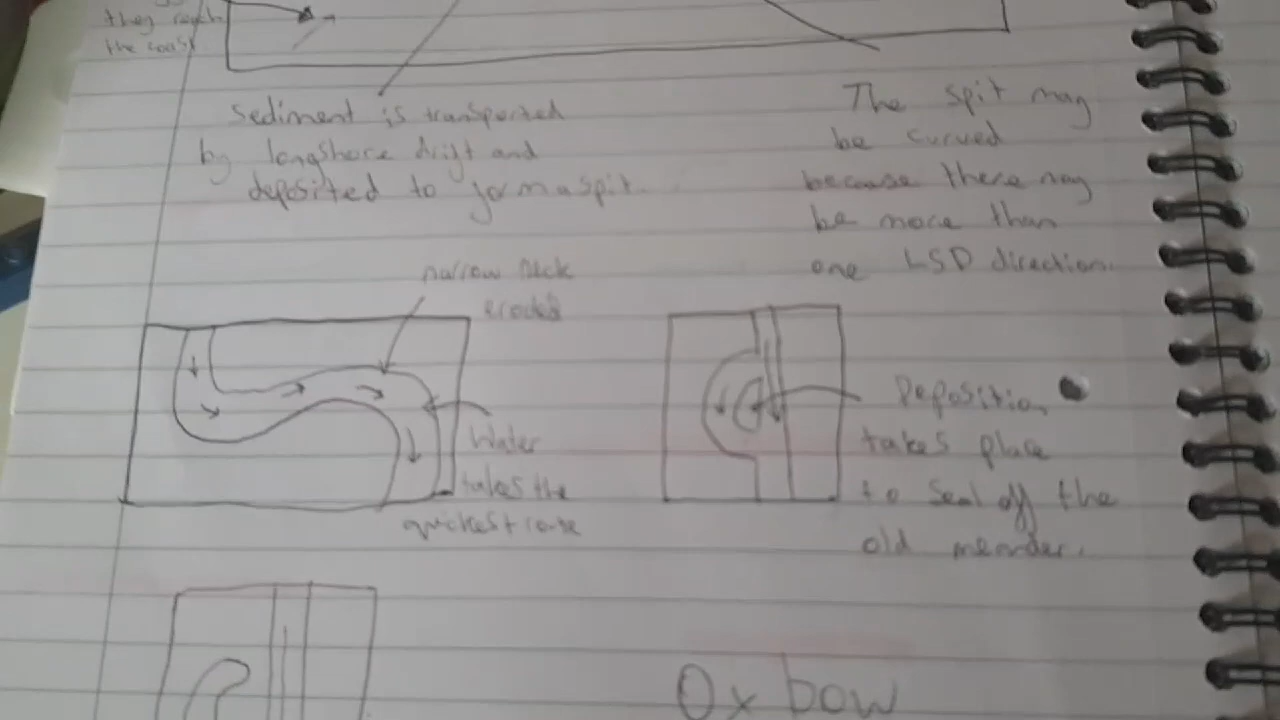 they reach
the coast
Sediment is transported
by longshore drift and
deposited to form a spit.
The spit may
be curved
because there may
be more than
one LSD direction.
narrow neck
eroded
Water
takes the
quickest route
Deposition
takes place
to seal off the
old meander.
Ox bow